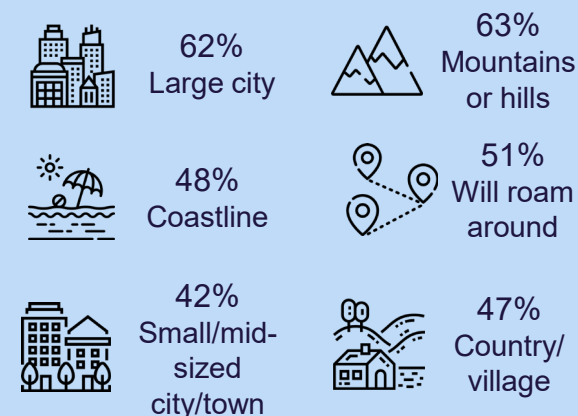 62%
Large city
63%
Mountains
or hills
48%
Coastline
51%
Will roam
around
42%
Small/mid-
sized
city/town
47%
Country/
village